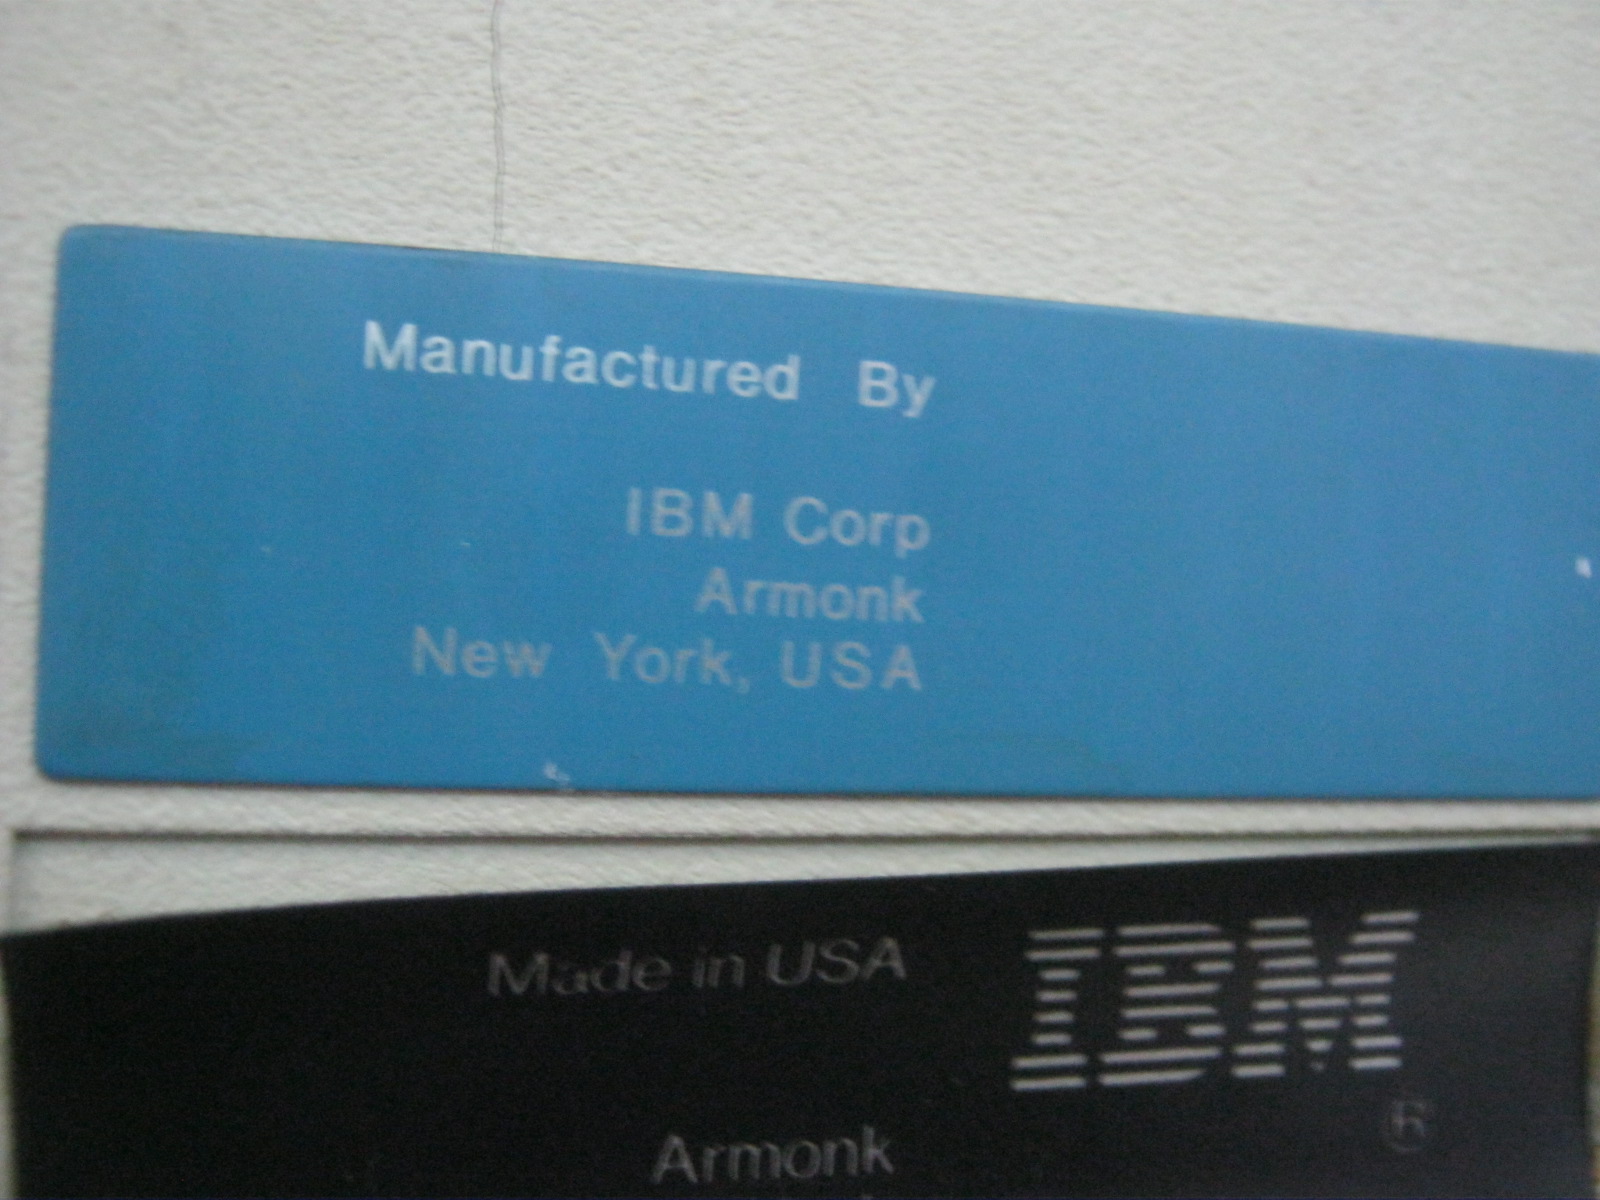 Manufactured By
IBM Corp
Armonk
New York, USA
Made in USA
IBM
®
Armonk